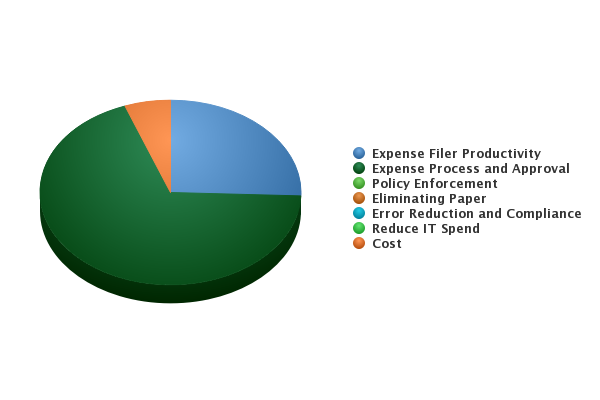 Expense Filer Productivity
Expense Process and Approval
Policy Enforcement
Eliminating Paper
Error Reduction and Compliance
Reduce IT Spend
Cost